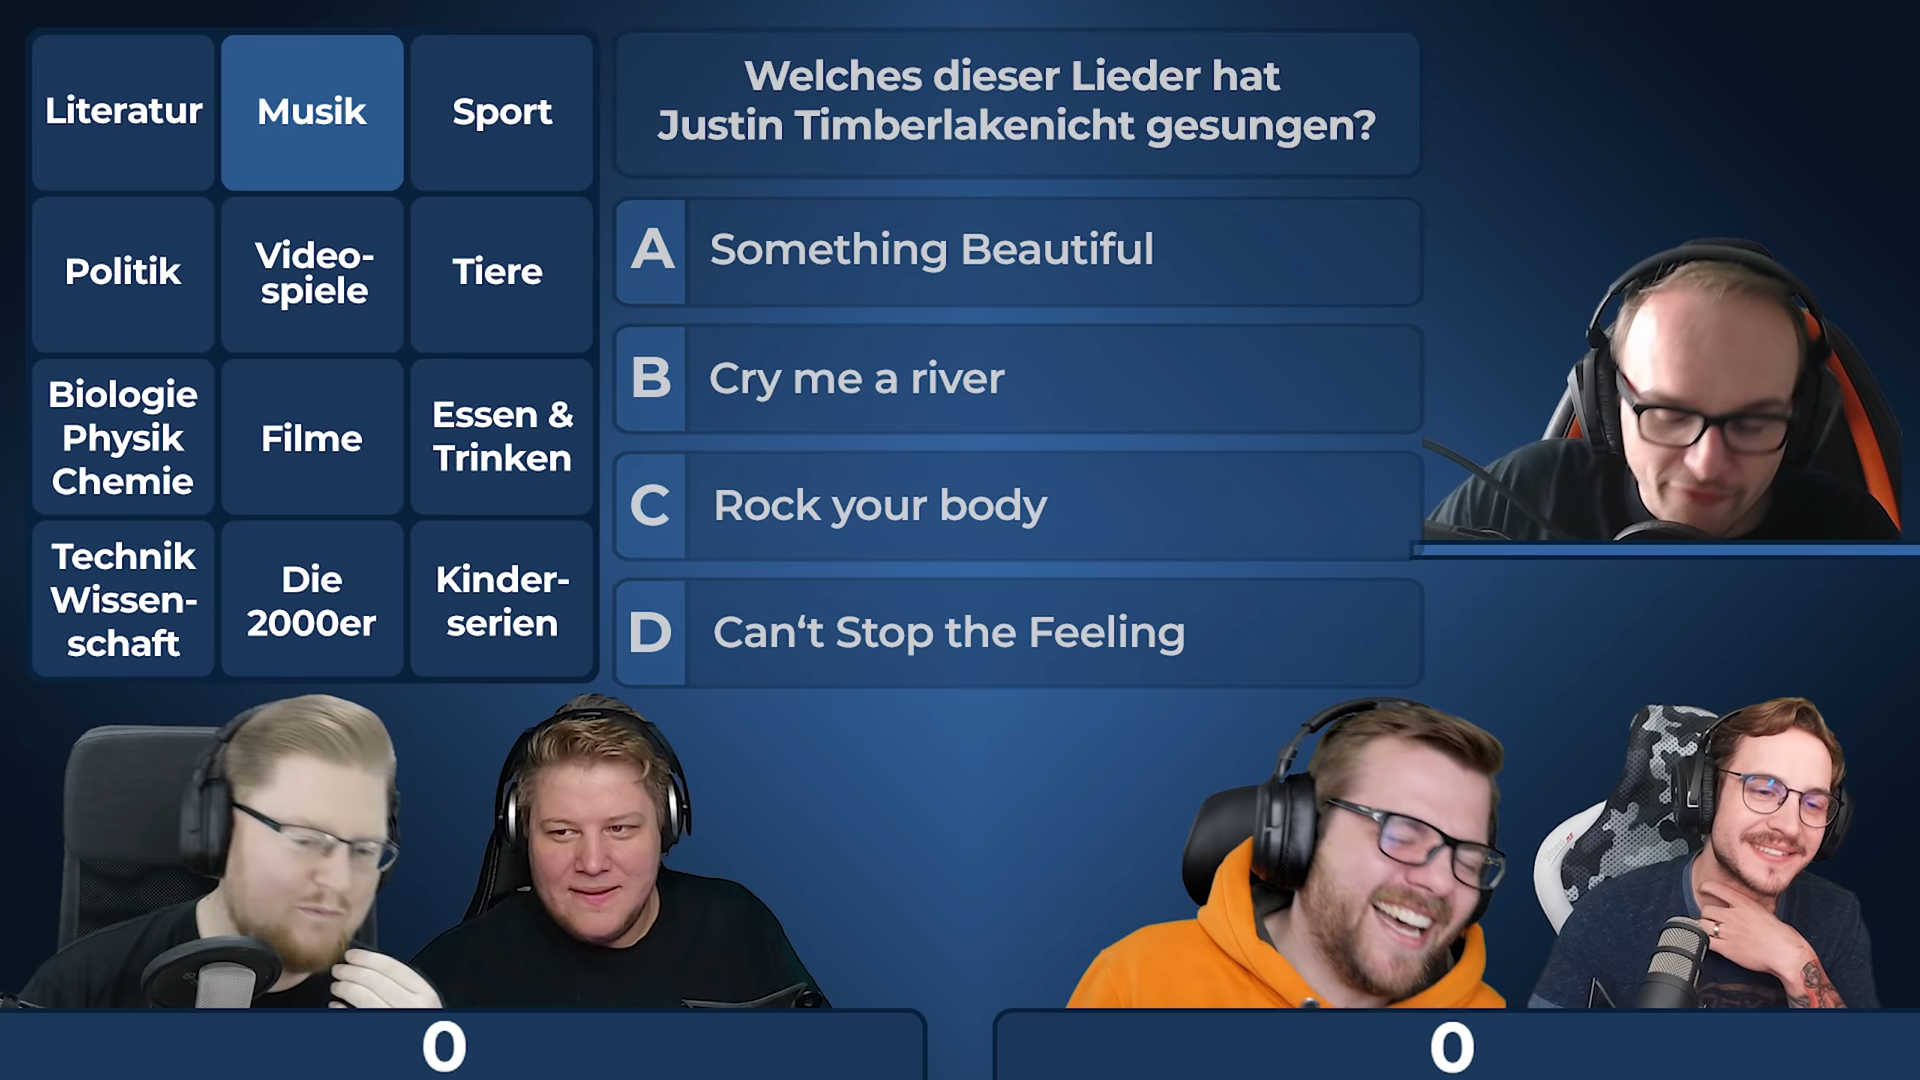 Literatur
Musik
Sport
Politik
Video-
spiele
Tiere
Biologie
Physik
Chemie
Filme
Essen &
Trinken
Technik
Wissen-
schaft
Die
2000er
Kinder-
serien
Welches dieser Lieder hat
Justin Timberlakenicht gesungen?
A Something Beautiful
B Cry me a river
C Rock your body
D Can‘t Stop the Feeling
0
0